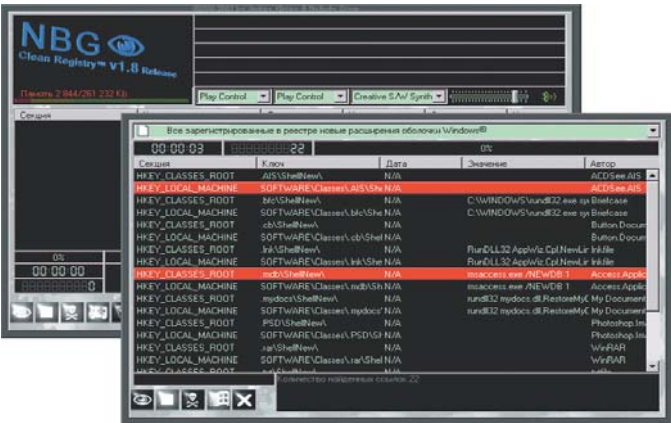 NBG
Clean Registry™ v1.8 Release
Память 2 844/261 232 Kb
Play Control
Play Control
Creative S/W Synth
Секция
0%
00:00:00
0
Все зарегистрированные в реестре новые расширения оболочки Windows®
00:00:03
22
0%
Секция Ключ Дата Значение Автор
HKEY_CLASSES_ROOT .AIS\ShellNew\ N/A ACDSee.AIS
HKEY_LOCAL_MACHINE SOFTWARE\Classes\.AIS\She N/A ACDSee.AIS
HKEY_CLASSES_ROOT .bfc\ShellNew\ N/A C:\WINDOWS\rundll32.exe sy Briefcase
HKEY_LOCAL_MACHINE SOFTWARE\Classes\.bfc\She N/A C:\WINDOWS\rundll32.exe sy Briefcase
HKEY_CLASSES_ROOT .cb\ShellNew\ N/A Button.Docum
HKEY_LOCAL_MACHINE SOFTWARE\Classes\.cb\Shel N/A Button.Docum
HKEY_CLASSES_ROOT .lnk\ShellNew\ N/A RunDLL32 AppWiz.Cpl,NewLin lnkfile
HKEY_LOCAL_MACHINE SOFTWARE\Classes\.lnk\She N/A RunDLL32 AppWiz.Cpl,NewLin lnkfile
HKEY_CLASSES_ROOT .mdb\ShellNew\ N/A msaccess.exe /NEWDB 1 Access.Applic
HKEY_LOCAL_MACHINE SOFTWARE\Classes\.mdb\Sh N/A msaccess.exe /NEWDB 1 Access.Applic
HKEY_CLASSES_ROOT .mydocs\ShellNew\ N/A rundll32 mydocs.dll,RestoreMyD My Document
HKEY_LOCAL_MACHINE SOFTWARE\Classes\.mydocs\ N/A rundll32 mydocs.dll,RestoreMyD My Document
HKEY_CLASSES_ROOT .PSD\ShellNew\ N/A Photoshop.Im
HKEY_LOCAL_MACHINE SOFTWARE\Classes\.PSD\Sh N/A Photoshop.Im
HKEY_CLASSES_ROOT .rar\ShellNew\ N/A WinRAR
HKEY_LOCAL_MACHINE SOFTWARE\Classes\.rar\Shel N/A WinRAR
HKEY_CLASSES_ROOT
Количество найденных ссылок 22